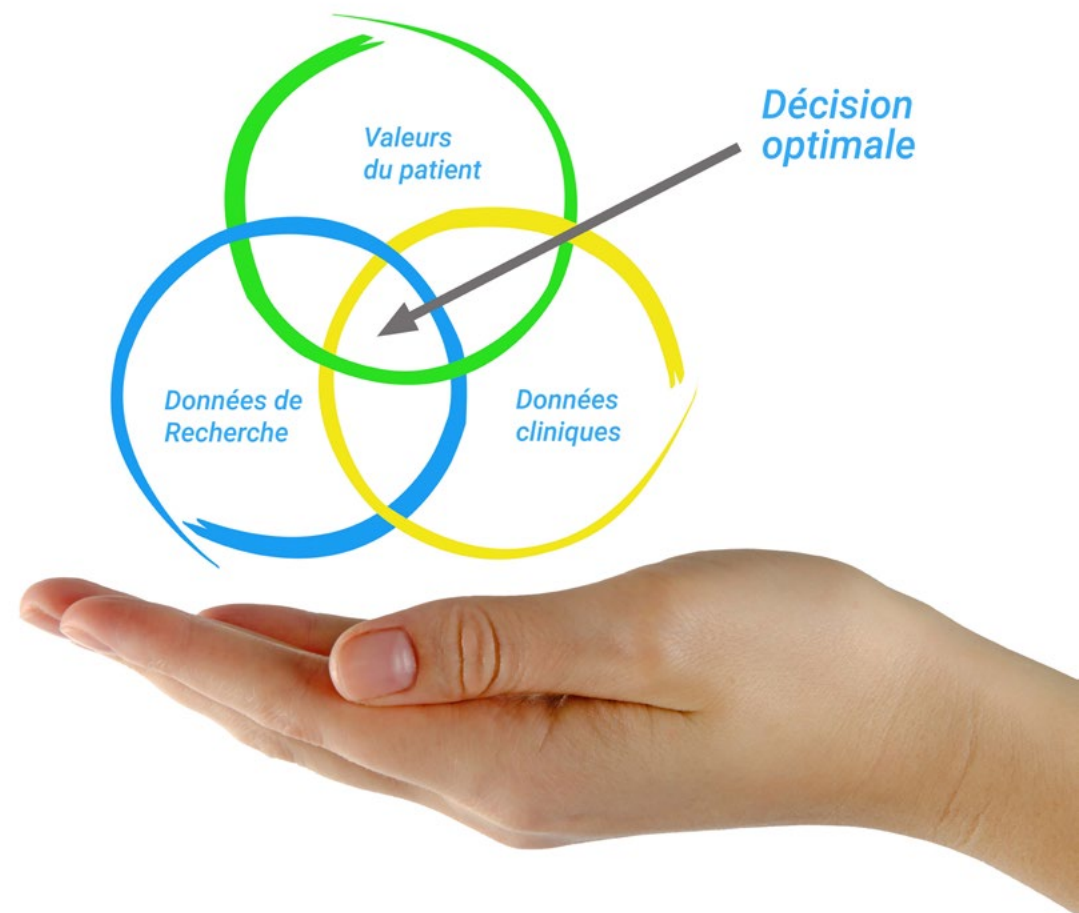 Décision
optimale
Valeurs
du patient
Données de
Recherche
Données
cliniques